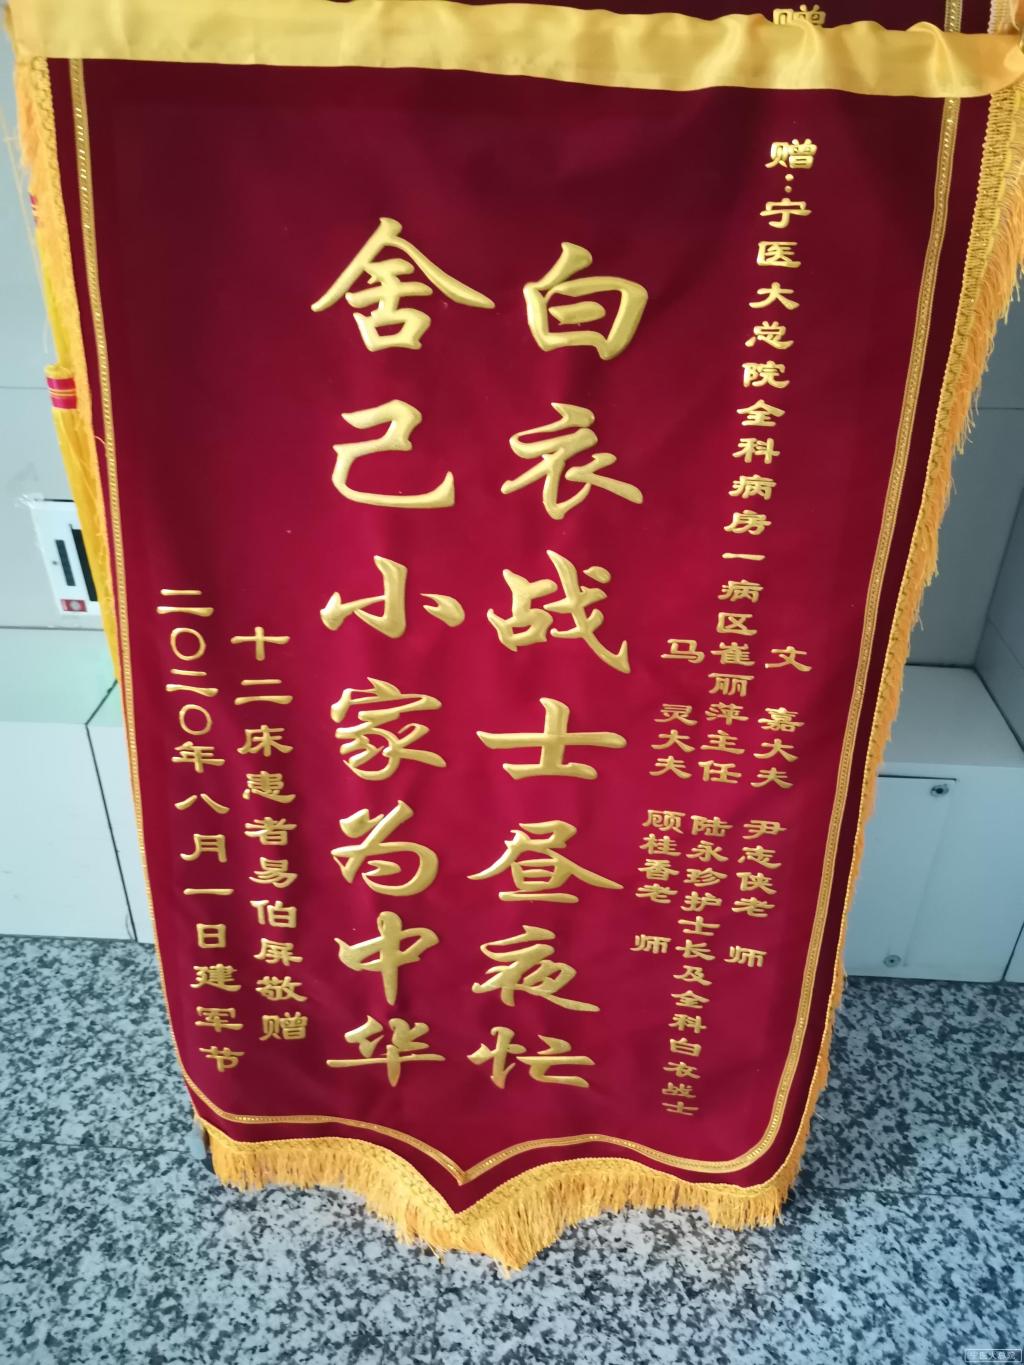 赠
赠：宁医大总院全科病房一病区
文嘉大夫
崔丽萍主任
马灵大夫
尹志侠老师
陆永珍护士长及全科白衣战士
顾桂香老师
白衣战士昼夜忙
舍己小家为中华
十二床患者易伯屏敬赠
二〇二〇年八月一日建军节